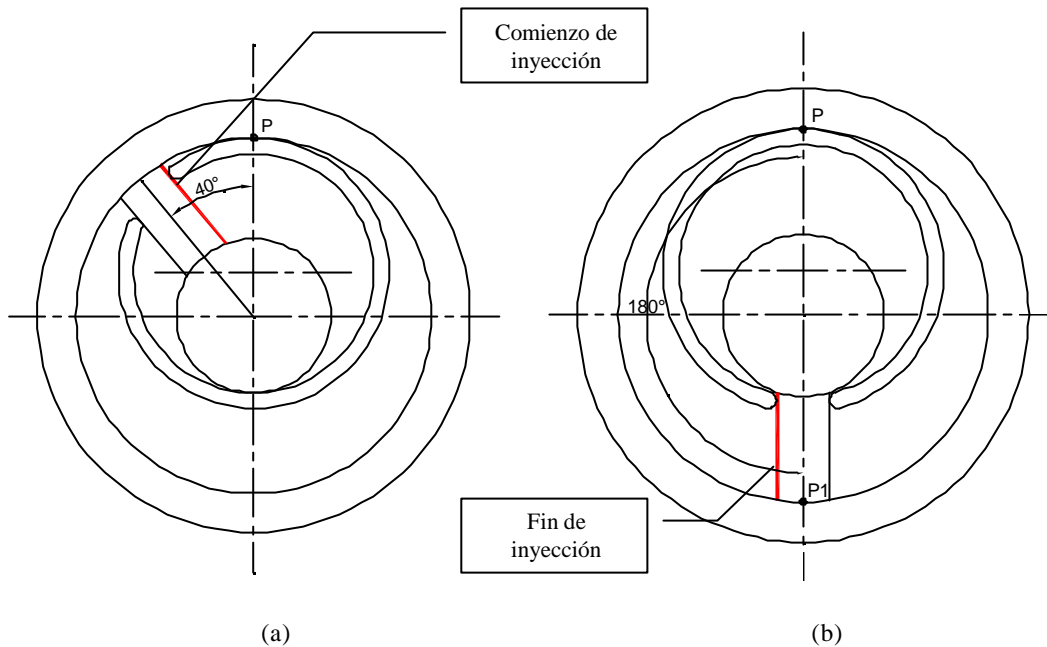 Comienzo de
inyección
P
40°
P
180°
P1
Fin de
inyección
(a)
(b)